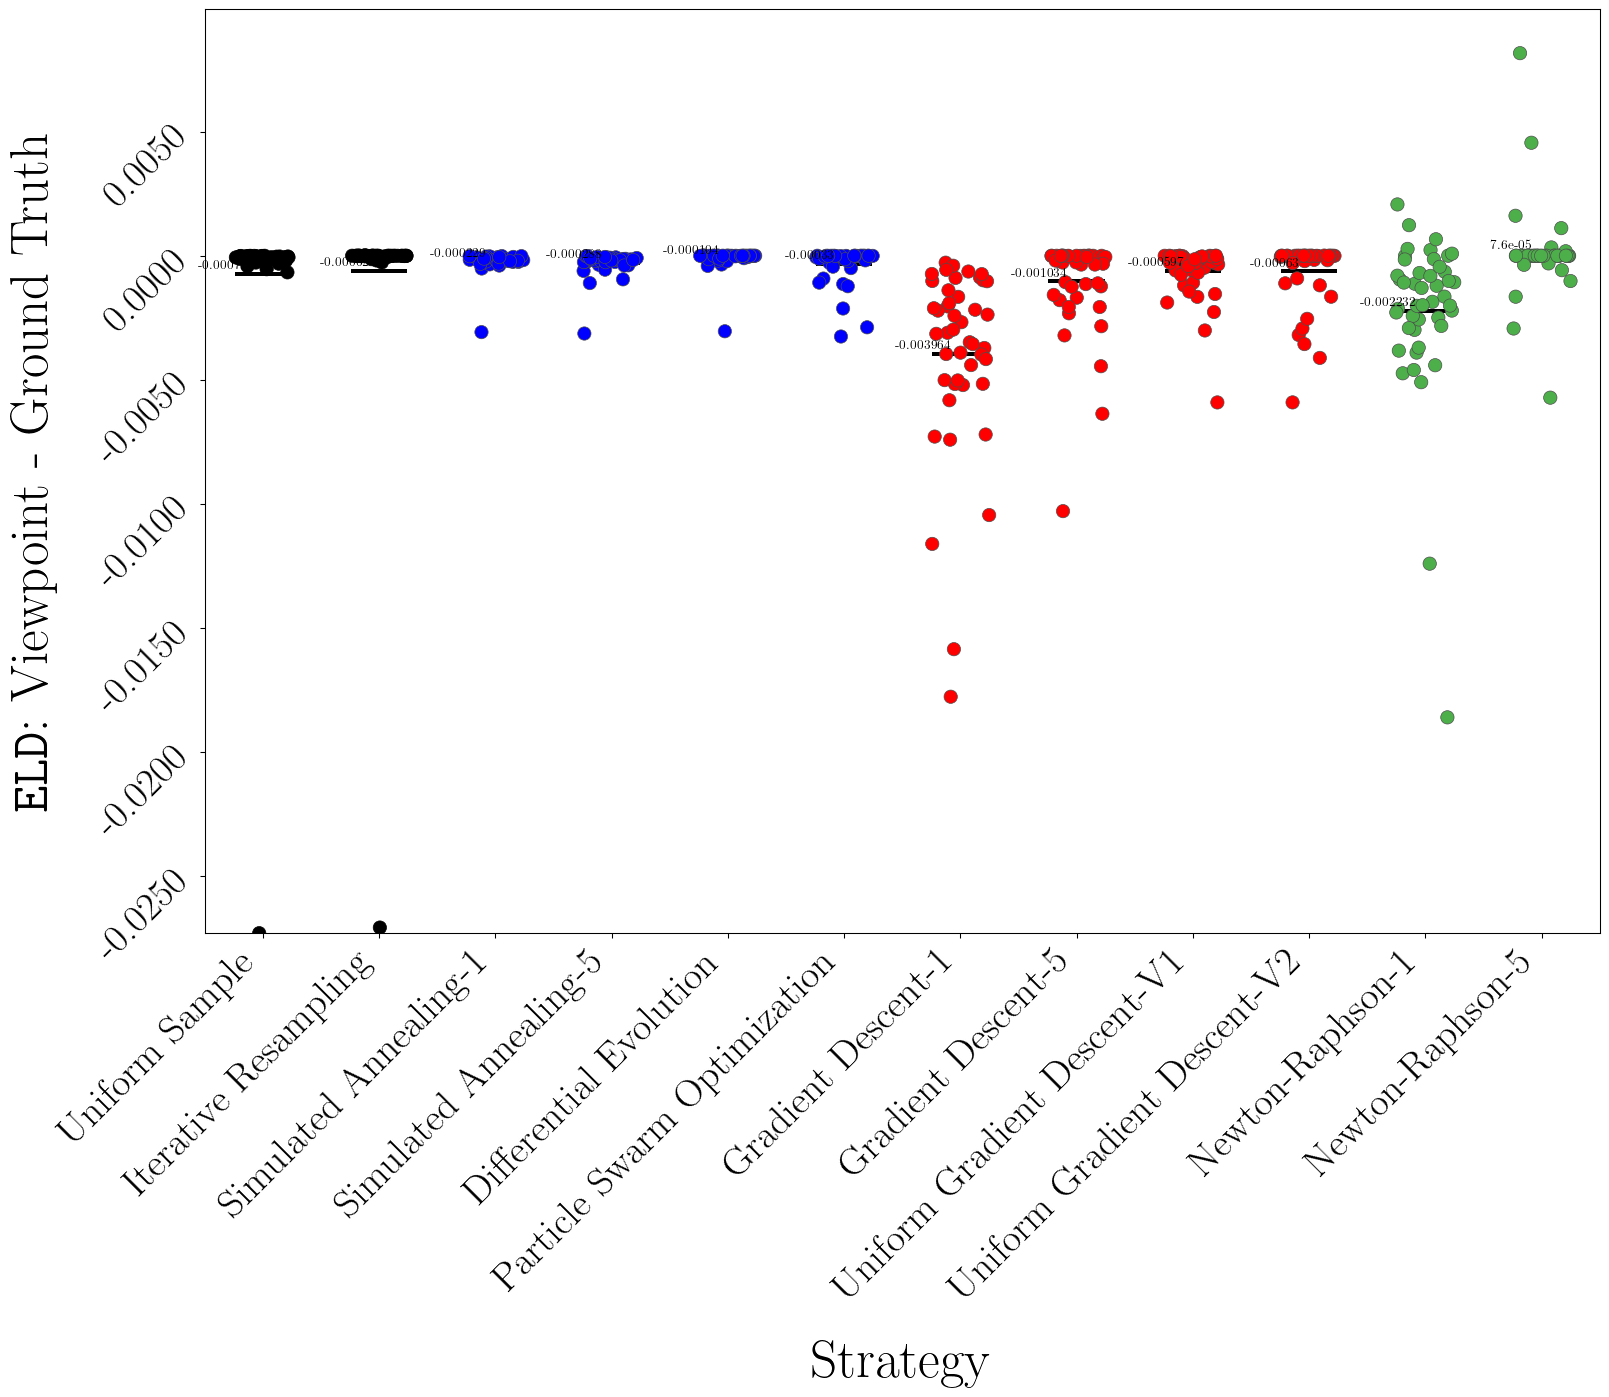 ELD: Viewpoint - Ground Truth
0.0050
0.0000
-0.0050
-0.0100
-0.0150
-0.0200
-0.0250
-0.000229
-0.000104
-0.003964
-0.001034
-0.000597
-0.00063
-0.002232
7.6e-05
Uniform Sample
Iterative Resampling
Simulated Annealing-1
Simulated Annealing-5
Differential Evolution
Particle Swarm Optimization
Gradient Descent-1
Gradient Descent-5
Uniform Gradient Descent-V1
Uniform Gradient Descent-V2
Newton-Raphson-1
Newton-Raphson-5
Strategy